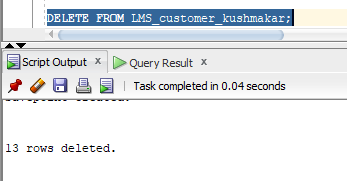 DELETE FROM LMS_customer_kushmakar;
Script Output x Query Result x
Task completed in 0.04 seconds
13 rows deleted.